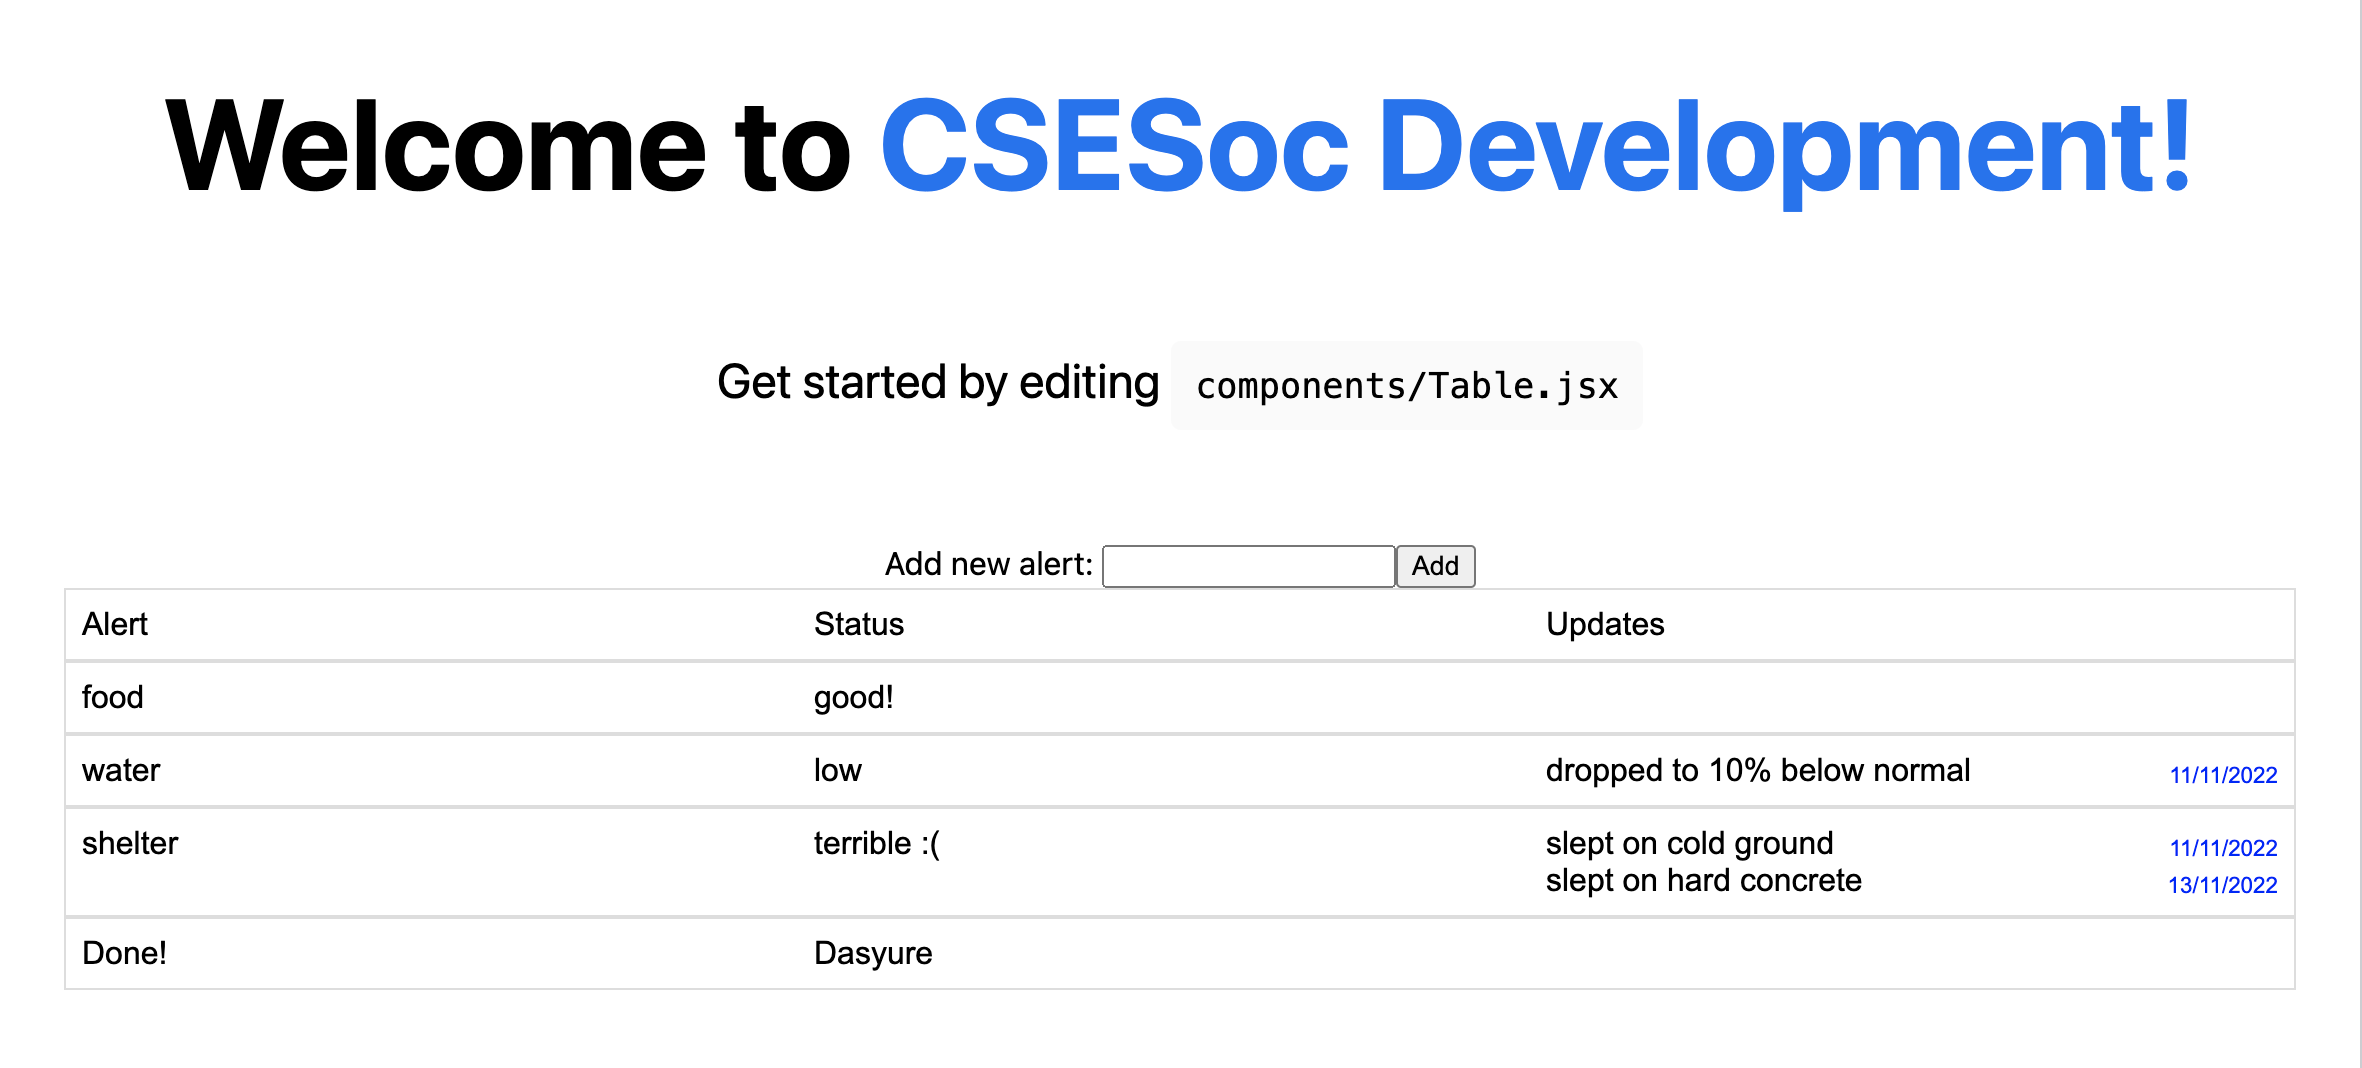 Welcome to CSESoc Development!
Get started by editing components/Table.jsx
Add new alert: Add
Alert Status Updates
food good!
water low dropped to 10% below normal 11/11/2022
shelter terrible :( slept on cold ground 11/11/2022
slept on hard concrete 13/11/2022
Done! Dasyure